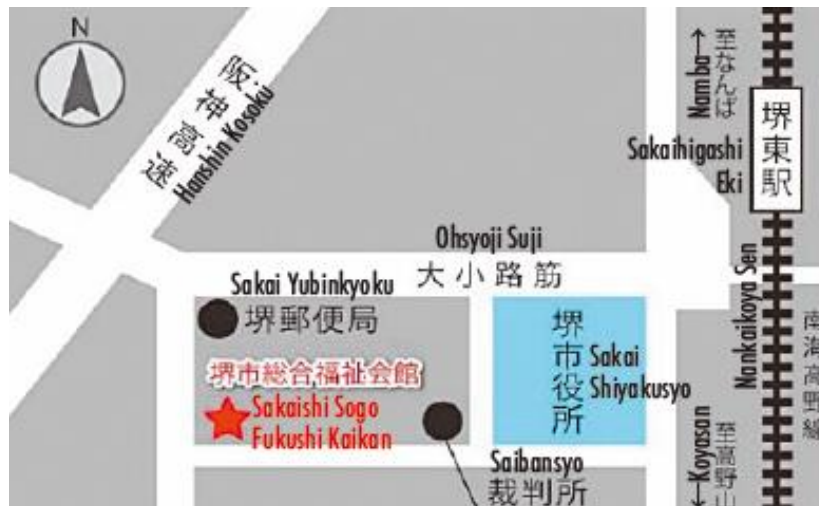 N
阪神高速
Hanshin Kosoku
Namba→
至なんば
Sakaihigashi
Eki
堺東駅
Ohsyoji Suji
大小路筋
Sakai Yubinkyoku
堺郵便局
堺市役所
Sakai
Shiyakusyo
Nankaikoya Sen
南海高野線
堺市総合福祉会館
Sakaishi Sogo
Fukushi Kaikan
Saibansyo
裁判所
←Koyasan
至高野山